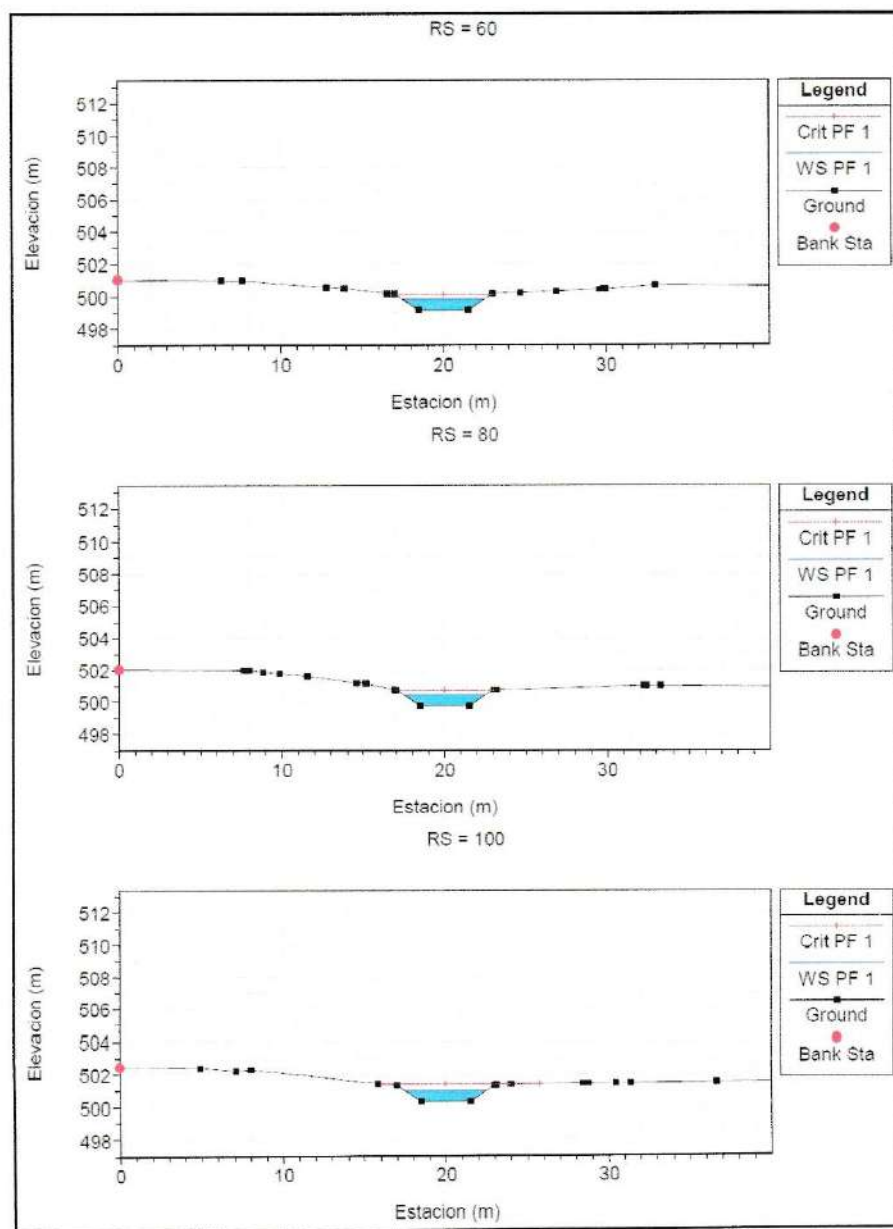 RS = 60
512
510
508
506
504
502
500
498
Elevacion (m)
0
10
20
30
Estacion (m)
Legend
Crit PF 1
WS PF 1
Ground
Bank Sta
RS = 80
512
510
508
506
504
502
500
498
Elevacion (m)
0
10
20
30
Estacion (m)
Legend
Crit PF 1
WS PF 1
Ground
Bank Sta
RS = 100
512
510
508
506
504
502
500
498
Elevacion (m)
0
10
20
30
Estacion (m)
Legend
Crit PF 1
WS PF 1
Ground
Bank Sta